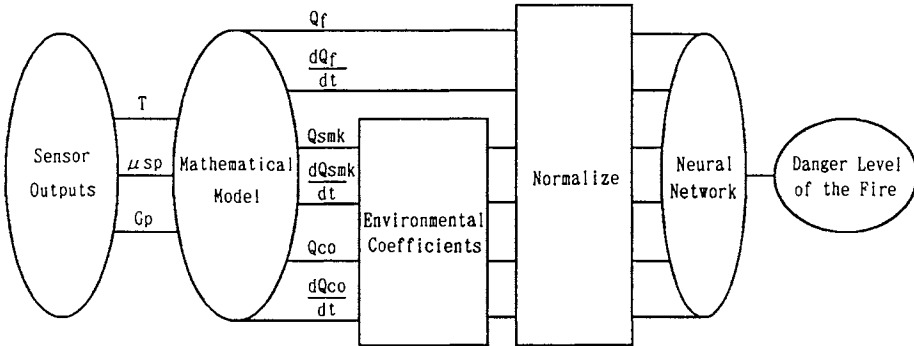 Sensor
Outputs
T
μsp
Gp
Mathematical
Model
Qf
dQf
dt
Qsmk
dQsmk
dt
Qco
dQco
dt
Environmental
Coefficients
Normalize
Neural
Network
Danger Level
of the Fire